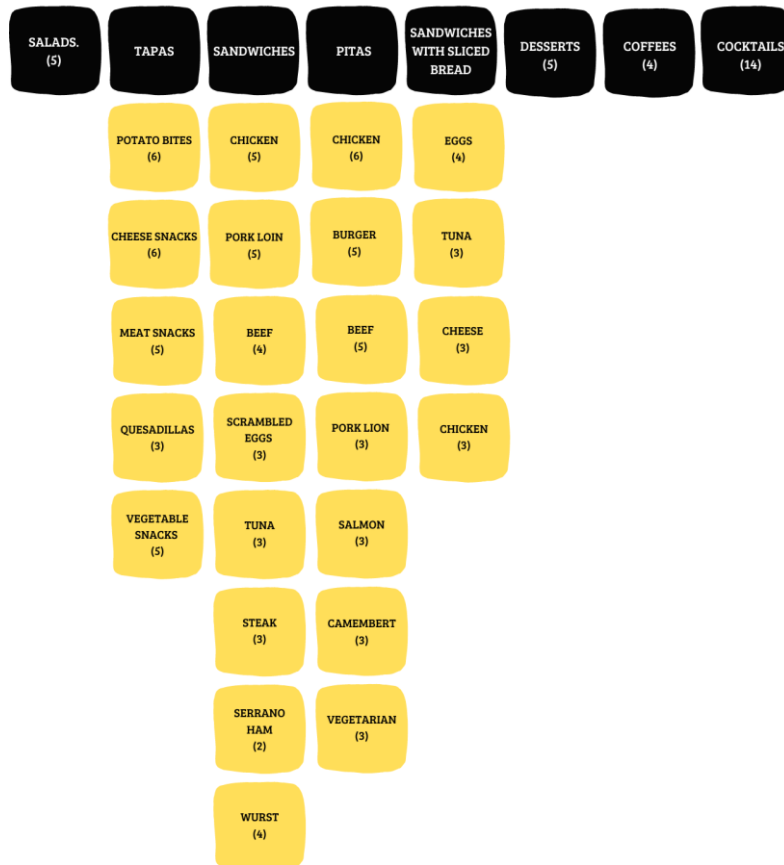 SALADS.
(5)
TAPAS
SANDWICHES
PITAS
SANDWICHES
WITH SLICED
BREAD
DESSERTS
(5)
COFFEES
(4)
COCKTAILS
(14)
POTATO BITES
(6)
CHICKEN
(5)
CHICKEN
(6)
EGGS
(4)
CHEESE SNACKS
(6)
PORK LOIN
(5)
BURGER
(5)
TUNA
(3)
MEAT SNACKS
(5)
BEEF
(4)
BEEF
(5)
CHEESE
(3)
QUESADILLAS
(3)
SCRAMBLED
EGGS
(3)
PORK LION
(3)
CHICKEN
(3)
VEGETABLE
SNACKS
(5)
TUNA
(3)
SALMON
(3)
STEAK
(3)
CAMEMBERT
(3)
SERRANO
HAM
(2)
VEGETARIAN
(3)
WURST
(4)